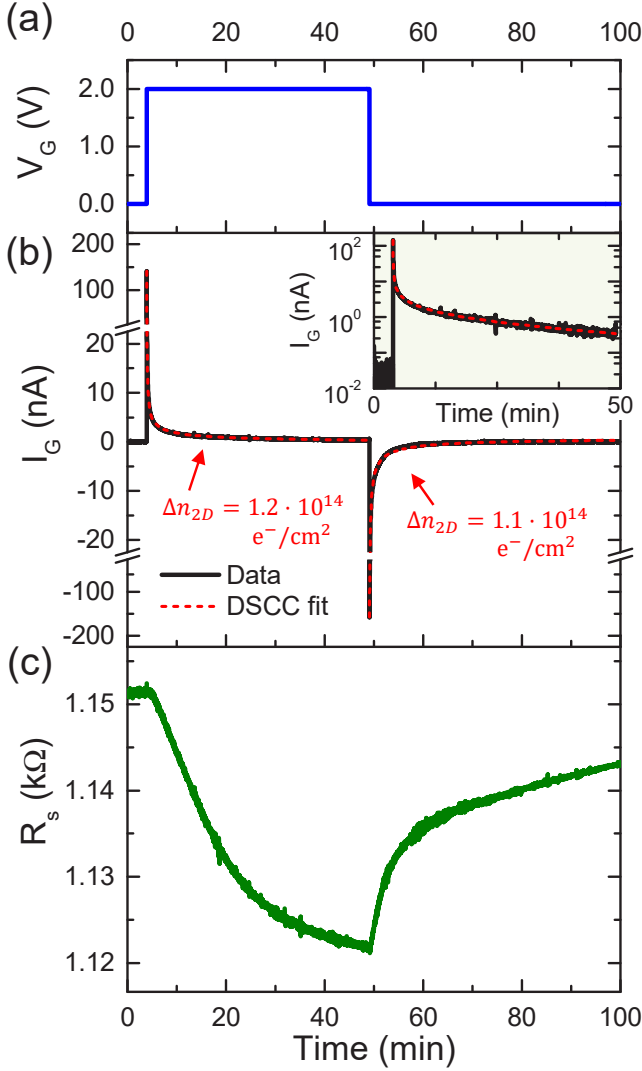 (a)
0 20 40 60 80 100
V_G (V)
2.0
1.0
0.0
(b)
I_G (nA)
200
100
20
10
0
-10
-20
-100
-200
I_G (nA)
10^2
10^0
10^-2
0 50
Time (min)
Δn_2D = 1.2 · 10^14
e^−/cm^2
Δn_2D = 1.1 · 10^14
e^−/cm^2
Data
DSCC fit
(c)
R_s (kΩ)
1.15
1.14
1.13
1.12
0 20 40 60 80 100
Time (min)